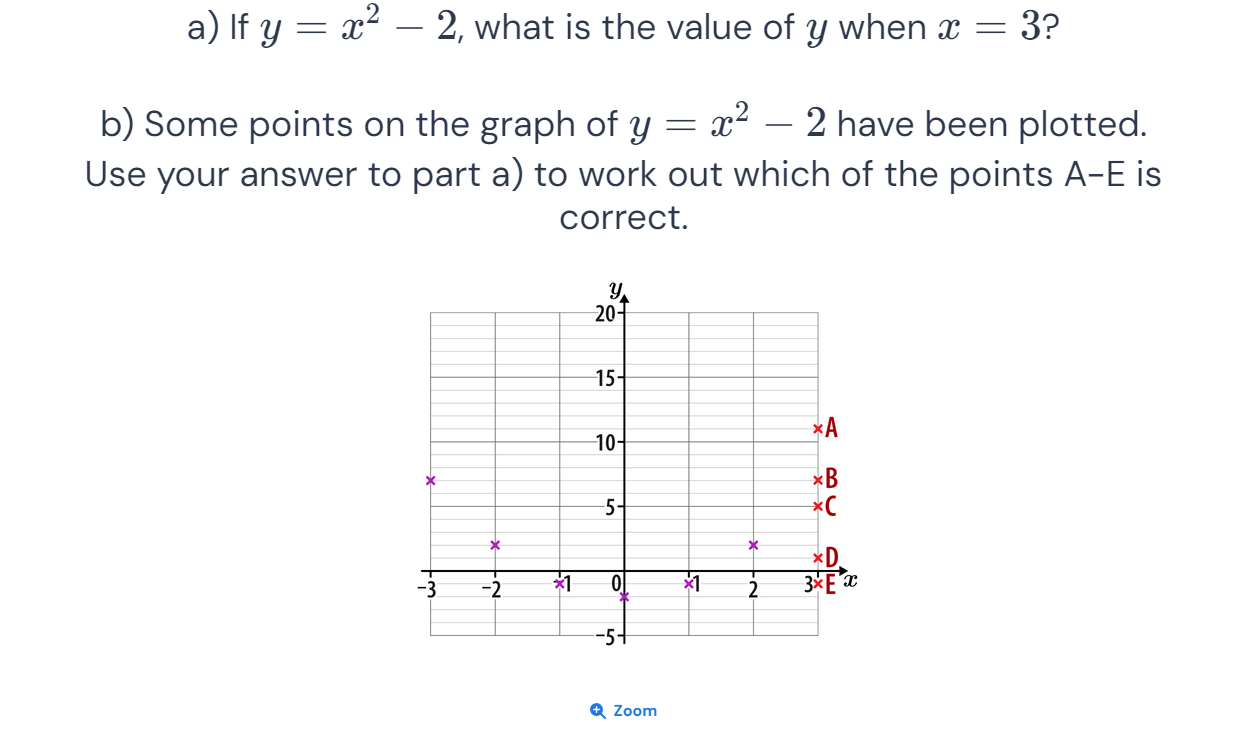 a) If y = x² − 2, what is the value of y when x = 3?
b) Some points on the graph of y = x² − 2 have been plotted.
Use your answer to part a) to work out which of the points A-E is
correct.
y
20
15
A
10
B
5
C
D
-3 -2 -1 0 1 2 3 E x
-5
Zoom